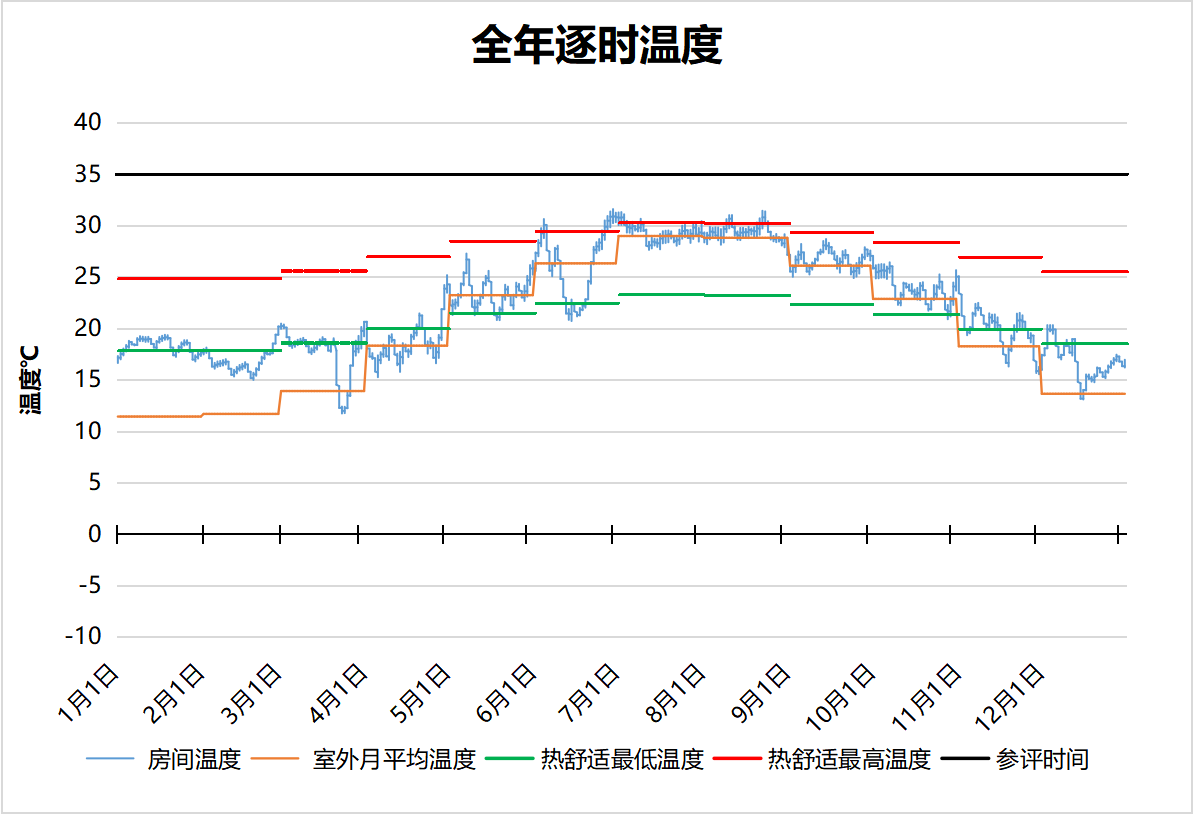 全年逐时温度
40
35
30
25
20
15
10
5
0
-5
-10
温度℃
1月1日
2月1日
3月1日
4月1日
5月1日
6月1日
7月1日
8月1日
9月1日
10月1日
11月1日
12月1日
房间温度 室外月平均温度 热舒适最低温度 热舒适最高温度 参评时间